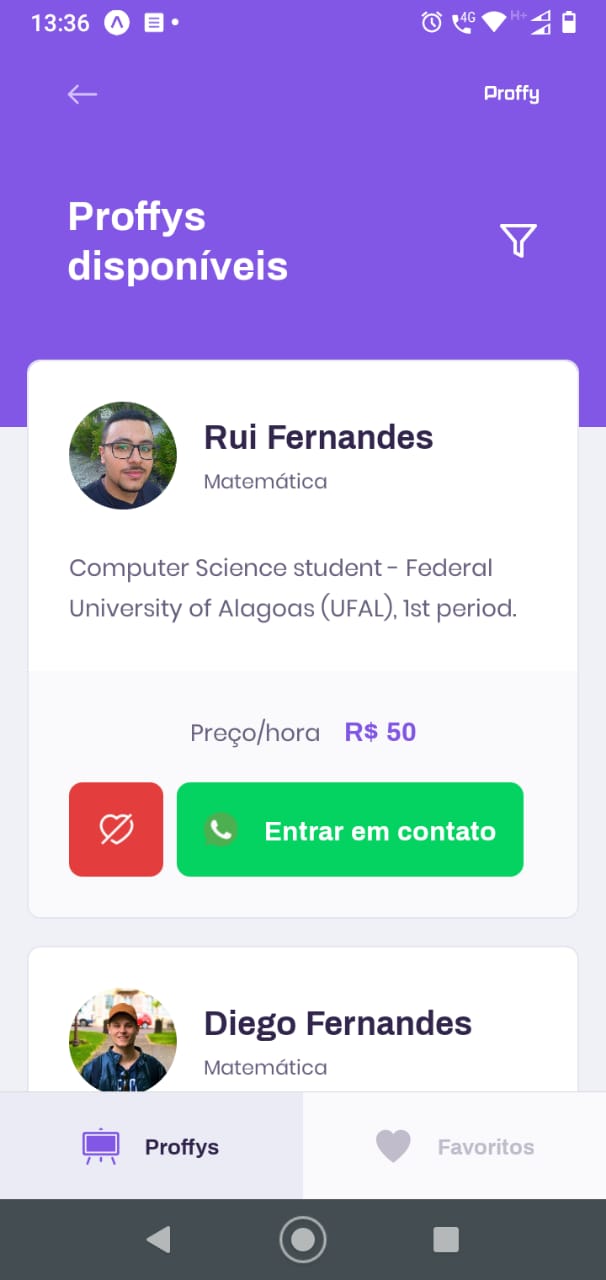 13:36
4G
H+
Proffy
Proffys
disponíveis
Rui Fernandes
Matemática
Computer Science student - Federal
University of Alagoas (UFAL), 1st period.
Preço/hora R$ 50
Entrar em contato
Diego Fernandes
Matemática
Proffys
Favoritos